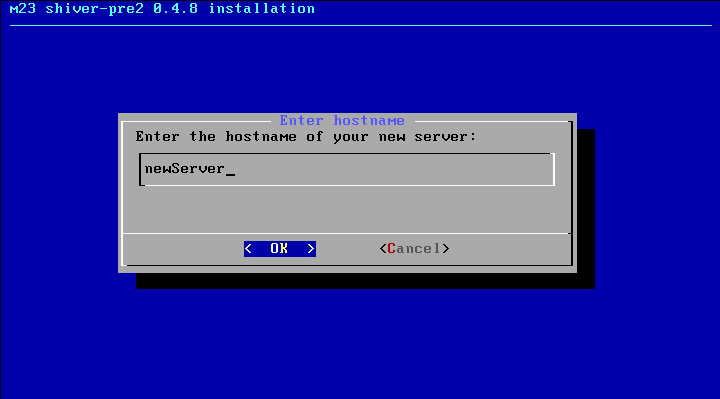 m23 shiver-pre2 0.4.8 installation
Enter hostname
Enter the hostname of your new server:
newServer_
< OK > <Cancel>